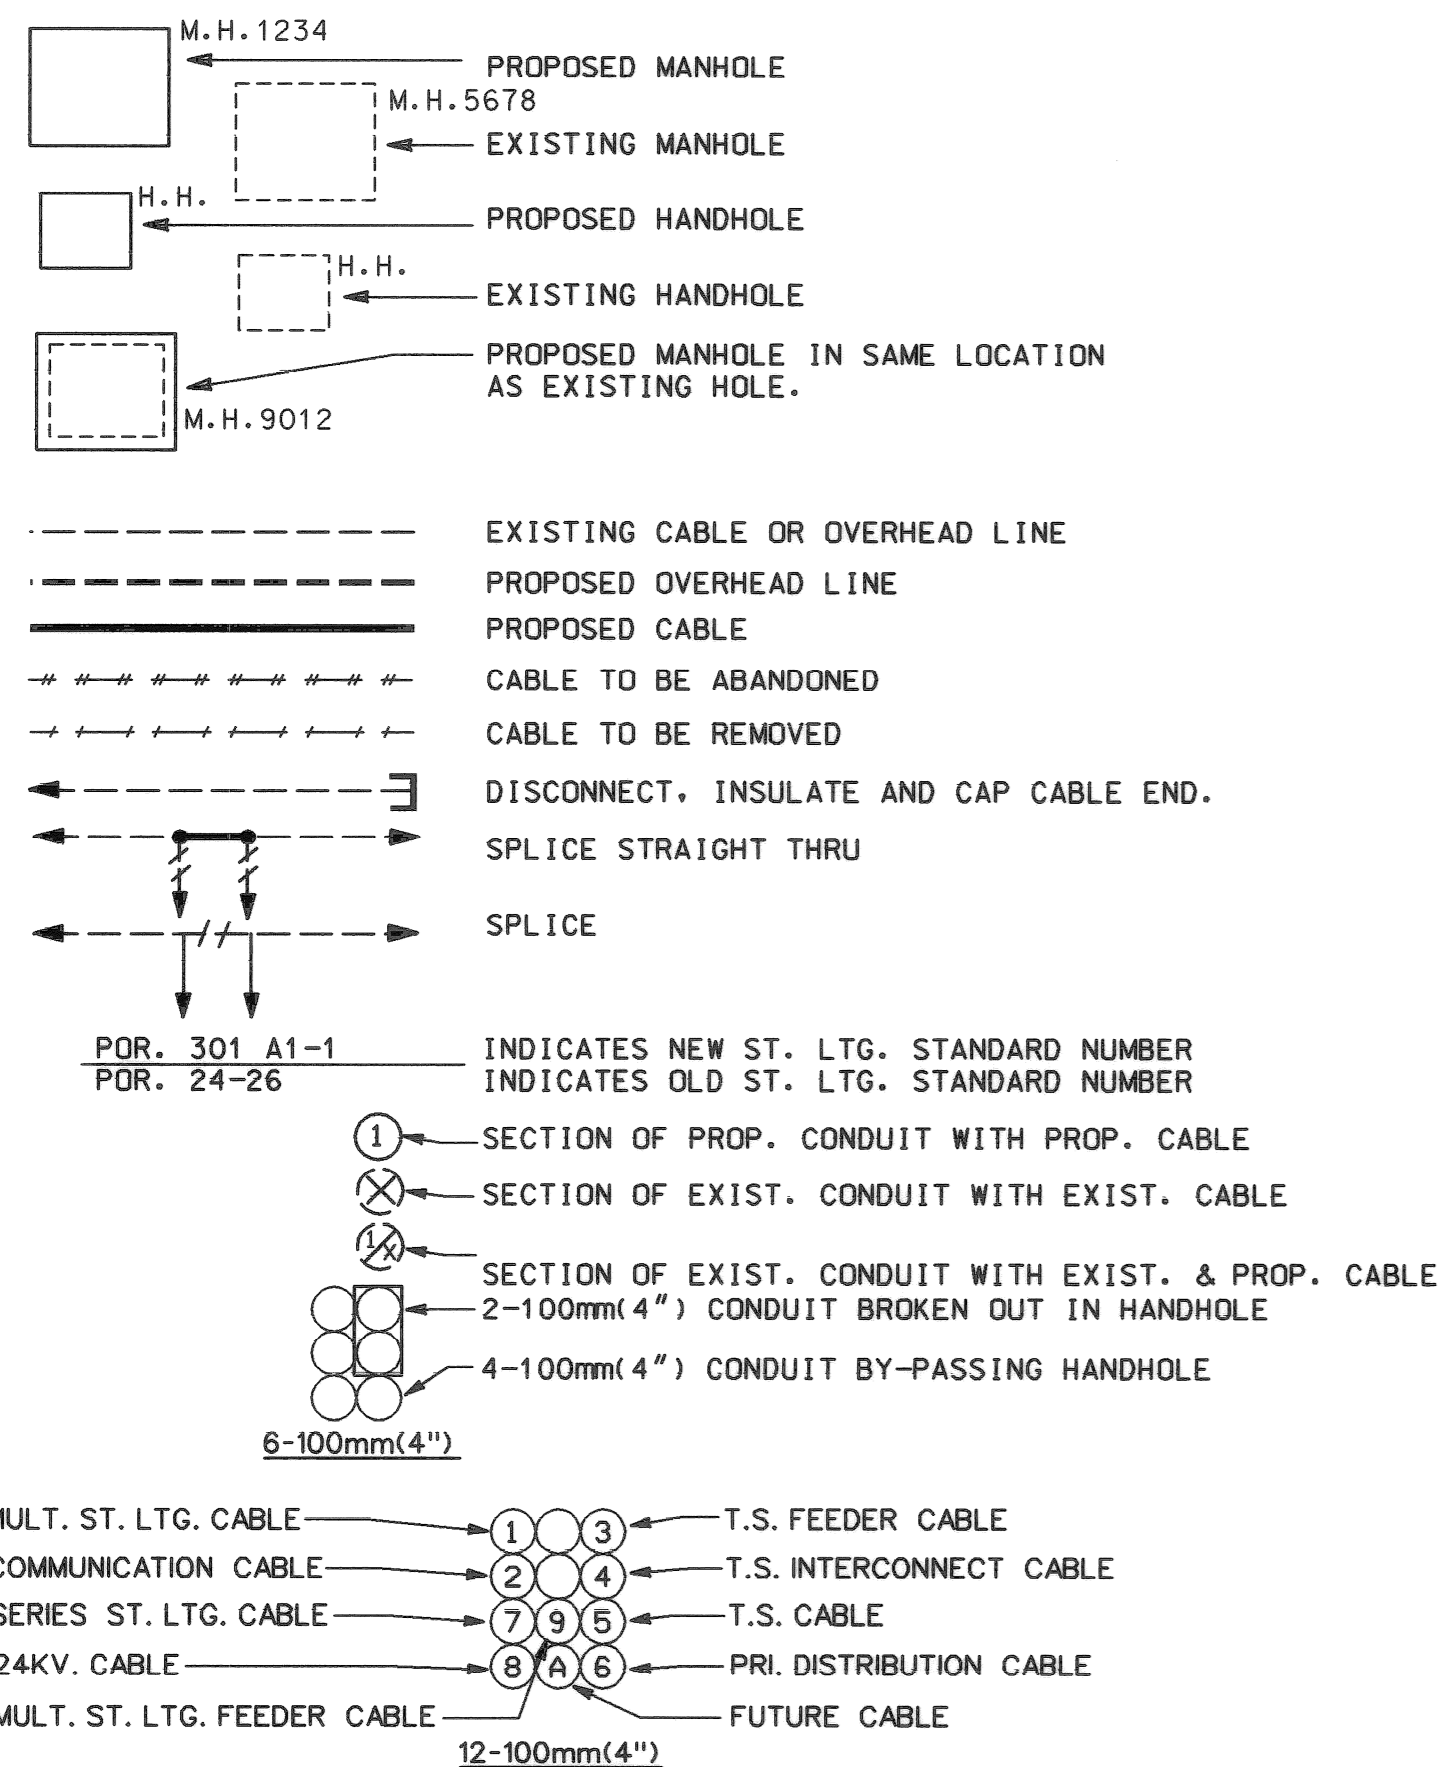 M.H.1234
PROPOSED MANHOLE
M.H.5678
EXISTING MANHOLE
H.H.
PROPOSED HANDHOLE
H.H.
EXISTING HANDHOLE
PROPOSED MANHOLE IN SAME LOCATION
AS EXISTING HOLE.
M.H.9012
EXISTING CABLE OR OVERHEAD LINE
PROPOSED OVERHEAD LINE
PROPOSED CABLE
CABLE TO BE ABANDONED
CABLE TO BE REMOVED
DISCONNECT, INSULATE AND CAP CABLE END.
SPLICE STRAIGHT THRU
SPLICE
POR. 301 A1-1 INDICATES NEW ST. LTG. STANDARD NUMBER
POR. 24-26 INDICATES OLD ST. LTG. STANDARD NUMBER
1 SECTION OF PROP. CONDUIT WITH PROP. CABLE
X SECTION OF EXIST. CONDUIT WITH EXIST. CABLE
1/X
SECTION OF EXIST. CONDUIT WITH EXIST. & PROP. CABLE
2-100mm(4") CONDUIT BROKEN OUT IN HANDHOLE
4-100mm(4") CONDUIT BY-PASSING HANDHOLE
6-100mm(4")
MULT. ST. LTG. CABLE 1 3 T.S. FEEDER CABLE
COMMUNICATION CABLE 2 4 T.S. INTERCONNECT CABLE
SERIES ST. LTG. CABLE 7 9 5 T.S. CABLE
24KV. CABLE 8 A 6 PRI. DISTRIBUTION CABLE
MULT. ST. LTG. FEEDER CABLE FUTURE CABLE
12-100mm(4")